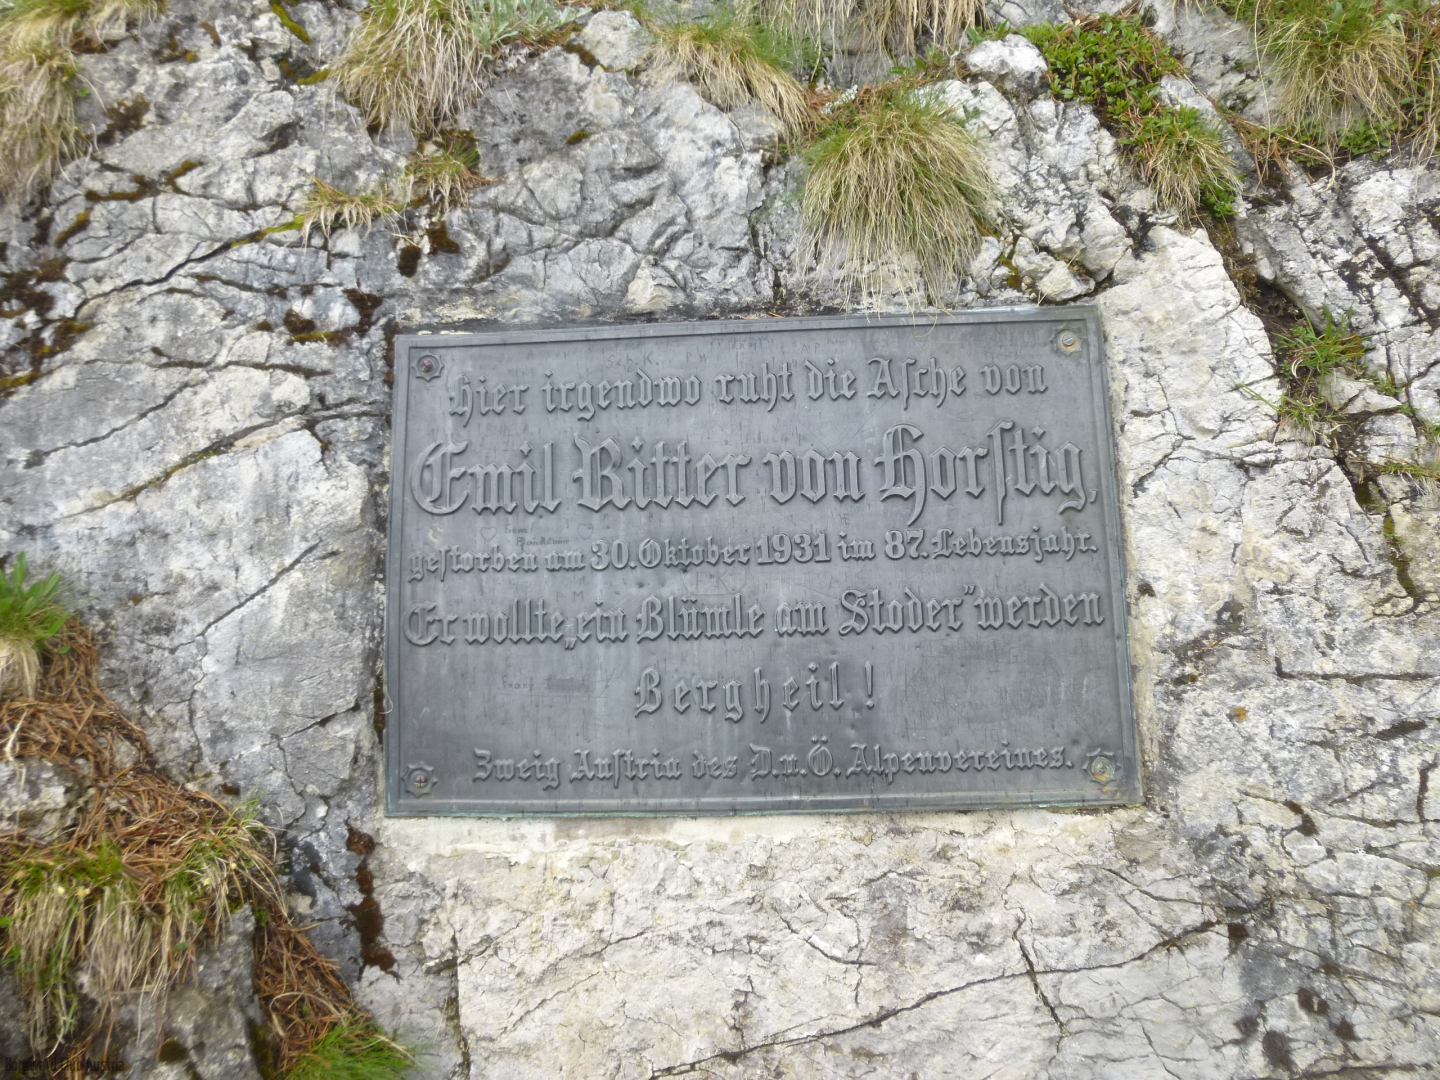 Hier irgendwo ruht die Aſche von
Emil Ritter von Horſtig,
geſtorben am 30. Oktober 1931 im 87. Lebensjahr.
Er wollte „ein Blümle am Stoder" werden
Bergheil!
Zweig Auſtria des D.u.Ö. Alpenvereines.